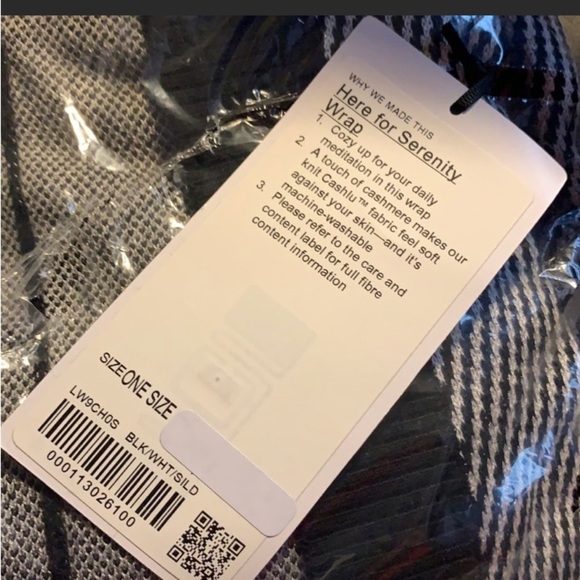 WHY WE MADE THIS
Here for Serenity
Wrap
1. Cozy up for your daily
meditation in this wrap
2 A touch of cashmere makes our
knit Cashlu™ fabric feel soft
against your skin—and it's
machine-washable
3. Please refer to the care and
content label for full fibre
content information
SIZE ONE SIZE
LW9CH0S BLK/WHT/SILD
000113026100